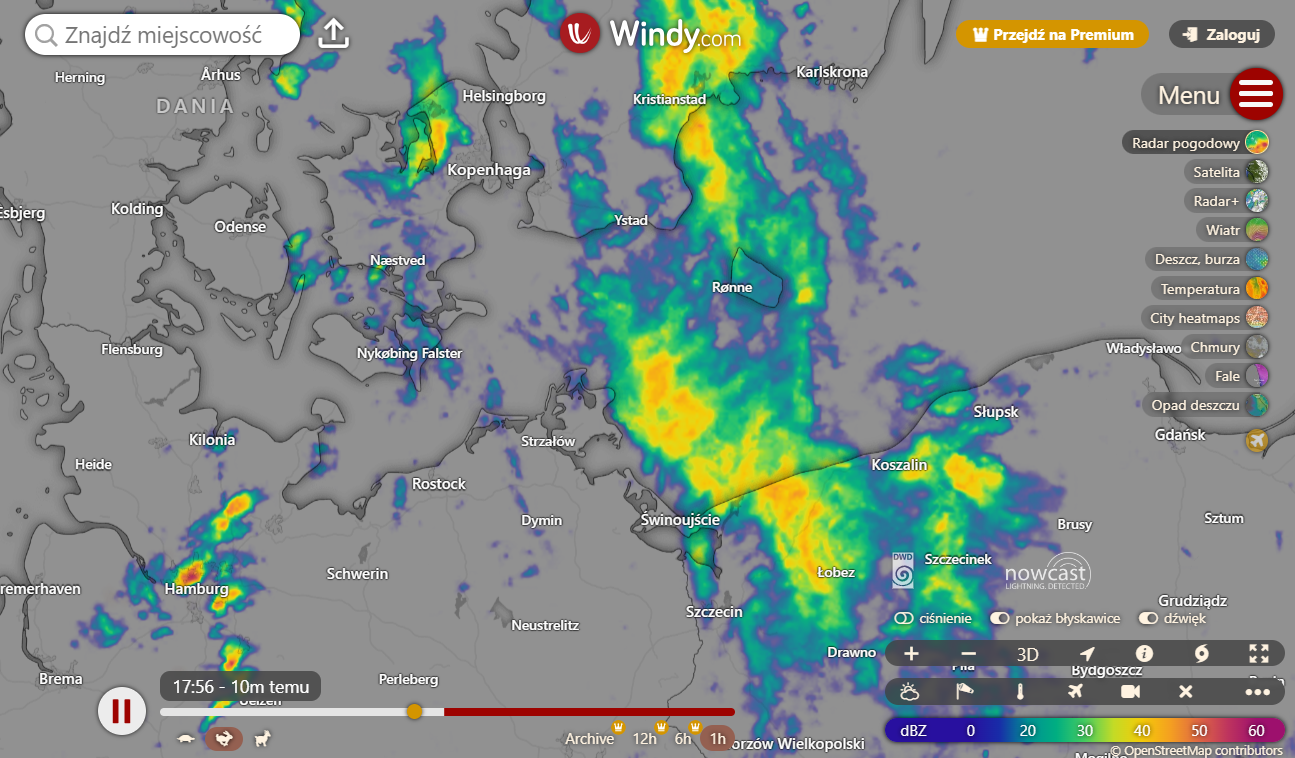 Znajdź miejscowość
Windy.com
Przejdź na Premium
Zaloguj
Herning
Århus
DANIA
Helsingborg
Kristianstad
Karlskrona
Menu
Radar pogodowy
Kopenhaga
Satelita
Radar+
Esbjerg
Kolding
Odense
Ystad
Wiatr
Næstved
Deszcz, burza
Rønne
Temperatura
City heatmaps
Flensburg
Nykøbing Falster
Władysławo
Chmury
Fale
Opad deszczu
Słupsk
Kilonia
Strzałów
Gdańsk
Heide
Koszalin
Rostock
Dymin
Świnoujście
Brusy
Sztum
DWD
Szczecinek
nowcast
LIGHTNING. DETECTED.
Schwerin
Łobez
remerhaven
Hamburg
Szczecin
Grudziądz
Neustrelitz
ciśnienie
pokaż błyskawice
dźwięk
Drawno
3D
Piła
Bydgoszcz
Brema
Perleberg
17:56 - 10m temu
Uelzen
Archive
12h
6h
1h
orzów Wielkopolski
dBZ
0
20
30
40
50
60
© OpenStreetMap contributors